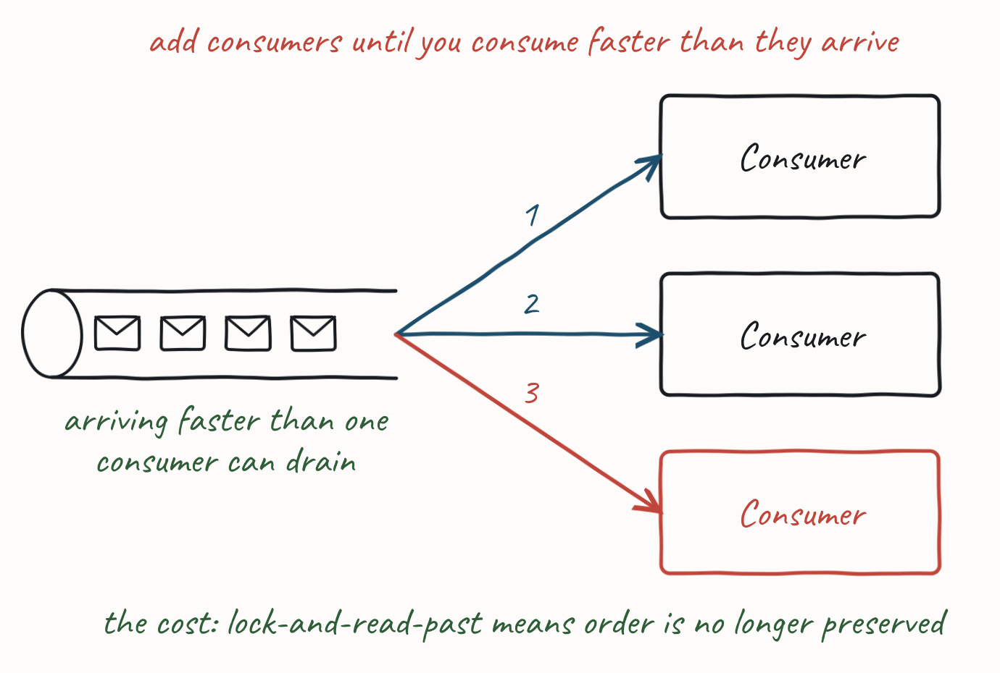 add consumers until you consume faster than they arrive
Consumer
1
2
Consumer
3
arriving faster than one
consumer can drain
Consumer
the cost: lock-and-read-past means order is no longer preserved